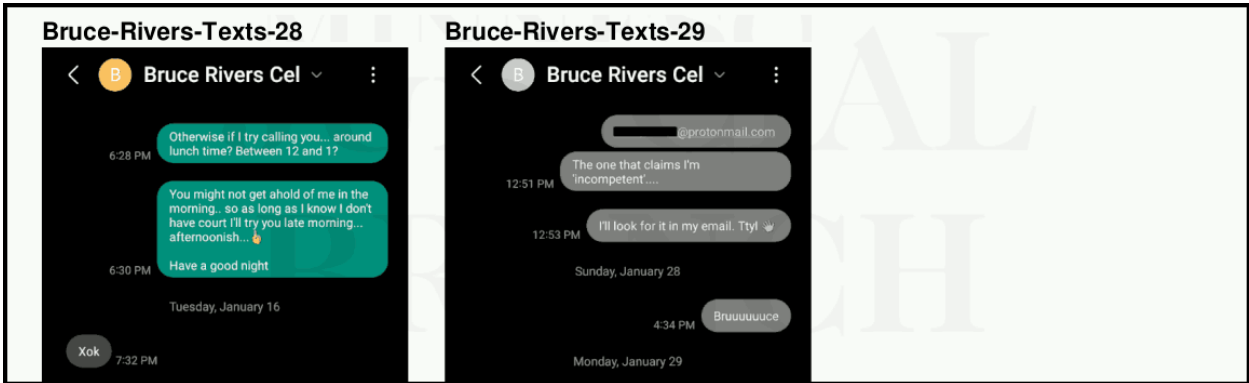 Bruce-Rivers-Texts-28
B
Bruce Rivers Cel
Otherwise if I try calling you... around
lunch time? Between 12 and 1?
6:28 PM
You might not get ahold of me in the
morning.. so as long as I know I don't
have court I'll try you late morning...
afternoonish...
Have a good night
6:30 PM
Tuesday, January 16
Xok
7:32 PM
Bruce-Rivers-Texts-29
B
Bruce Rivers Cel
@protonmail.com
The one that claims I'm
'incompetent'....
12:51 PM
I'll look for it in my email. Ttyl
12:53 PM
Sunday, January 28
Bruuuuuuce
4:34 PM
Monday, January 29